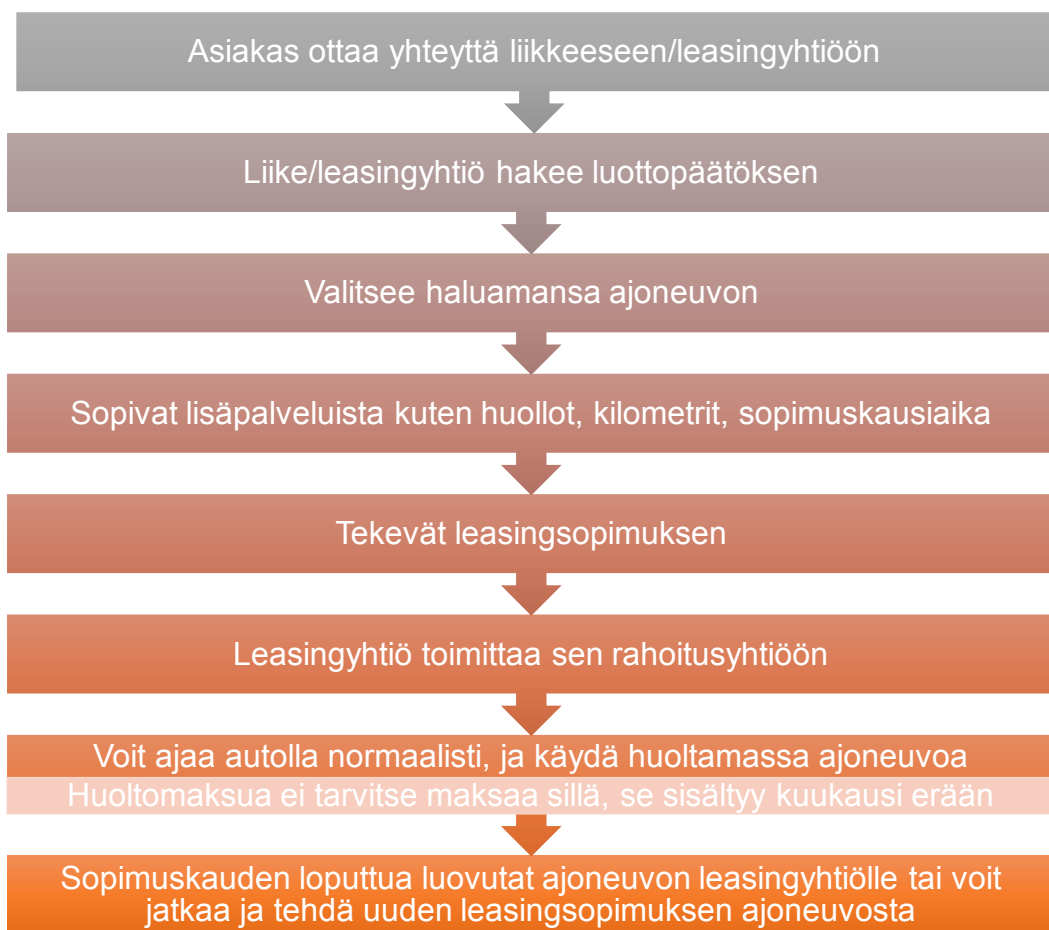 Asiakas ottaa yhteyttä liikkeeseen/leasingyhtiöön
Liike/leasingyhtiö hakee luottopäätöksen
Valitsee haluamansa ajoneuvon
Sopivat lisäpalveluista kuten huollot, kilometrit, sopimuskausiaika
Tekevät leasingsopimuksen
Leasingyhtiö toimittaa sen rahoitusyhtiöön
Voit ajaa autolla normaalisti, ja käydä huoltamassa ajoneuvoa
Huoltomaksua ei tarvitse maksaa sillä, se sisältyy kuukausi erään
Sopimuskauden loputtua luovutat ajoneuvon leasingyhtiölle tai voit
jatkaa ja tehdä uuden leasingsopimuksen ajoneuvosta